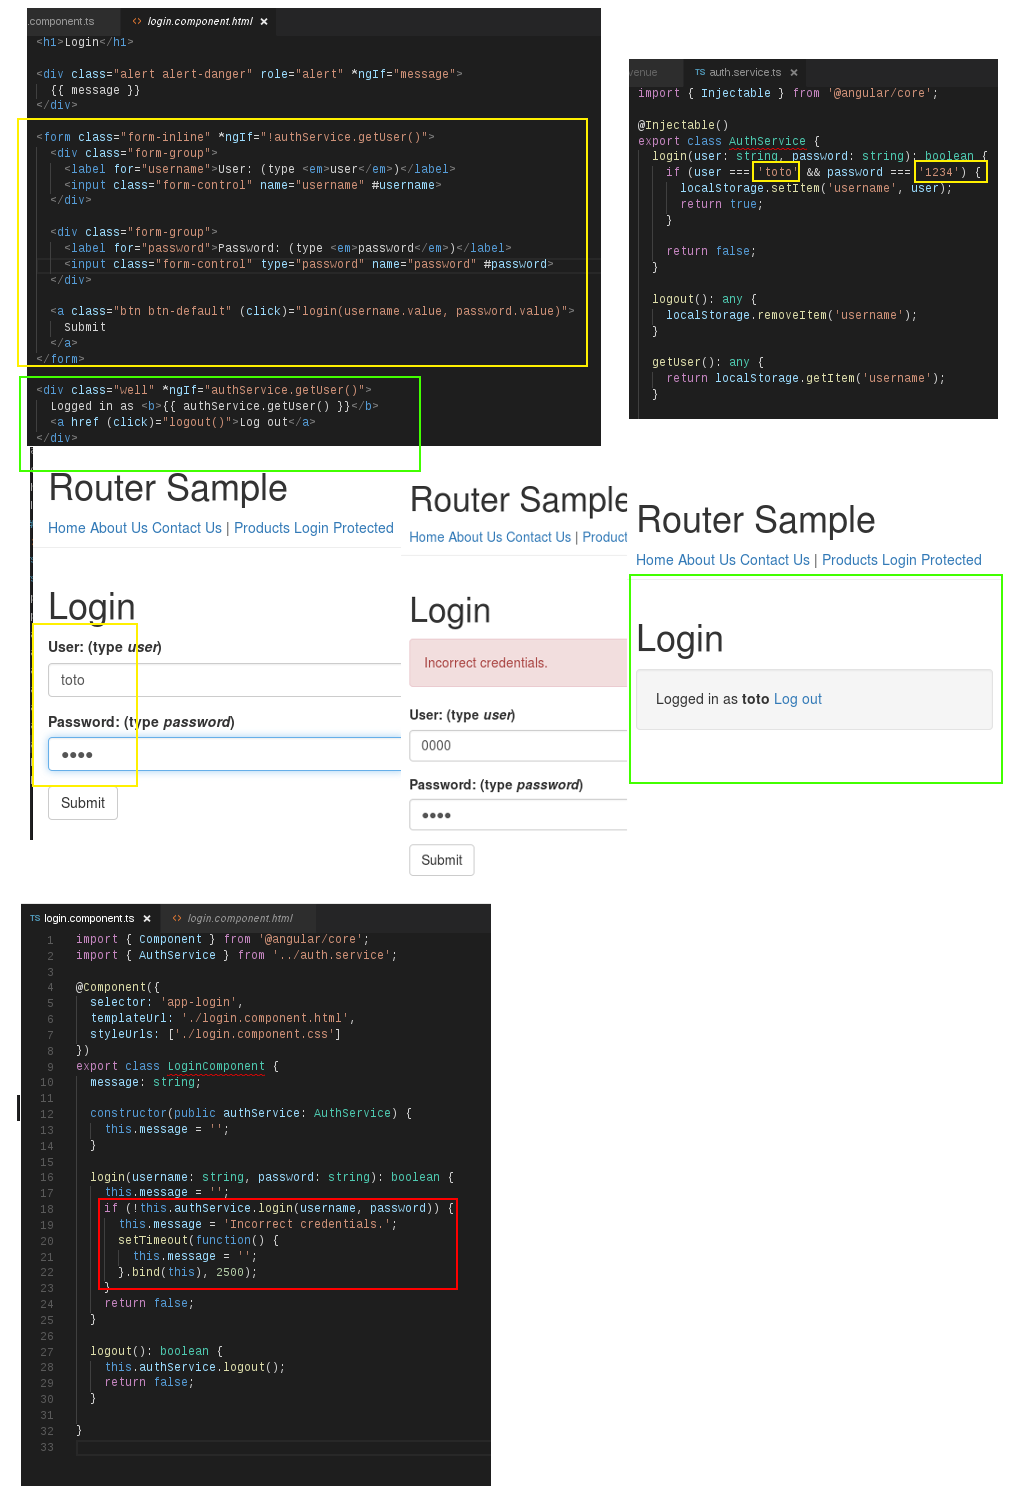 .component.ts <> login.component.html ×
<h1>Login</h1>
<div class="alert alert-danger" role="alert" *ngIf="message">
{{ message }}
</div>
<form class="form-inline" *ngIf="!authService.getUser()">
<div class="form-group">
<label for="username">User: (type <em>user</em>)</label>
<input class="form-control" name="username" #username>
</div>
<div class="form-group">
<label for="password">Password: (type <em>password</em>)</label>
<input class="form-control" type="password" name="password" #password>
</div>
<a class="btn btn-default" (click)="login(username.value, password.value)">
Submit
</a>
</form>
<div class="well" *ngIf="authService.getUser()">
Logged in as <b>{{ authService.getUser() }}</b>
<a href (click)="logout()">Log out</a>
</div>
venue TS auth.service.ts ×
import { Injectable } from '@angular/core';
@Injectable()
export class AuthService {
login(user: string, password: string): boolean {
if (user === 'toto' && password === '1234') {
localStorage.setItem('username', user);
return true;
}
return false;
}
logout(): any {
localStorage.removeItem('username');
}
getUser(): any {
return localStorage.getItem('username');
}
Router Sample
Home About Us Contact Us | Products Login Protected
Login
User: (type user)
toto
Password: (type password)
●●●●
Submit
Router Sample
Home About Us Contact Us | Product
Login
Incorrect credentials.
User: (type user)
0000
Password: (type password)
●●●●
Submit
Router Sample
Home About Us Contact Us | Products Login Protected
Login
Logged in as toto Log out
TS login.component.ts × <> login.component.html
1 import { Component } from '@angular/core';
2 import { AuthService } from '../auth.service';
3
4 @Component({
5 selector: 'app-login',
6 templateUrl: './login.component.html',
7 styleUrls: ['./login.component.css']
8 })
9 export class LoginComponent {
10 message: string;
11
12 constructor(public authService: AuthService) {
13 this.message = '';
14 }
15
16 login(username: string, password: string): boolean {
17 this.message = '';
18 if (!this.authService.login(username, password)) {
19 this.message = 'Incorrect credentials.';
20 setTimeout(function() {
21 this.message = '';
22 }.bind(this), 2500);
23 }
24 return false;
25 }
26
27 logout(): boolean {
28 this.authService.logout();
29 return false;
30 }
31
32 }
33